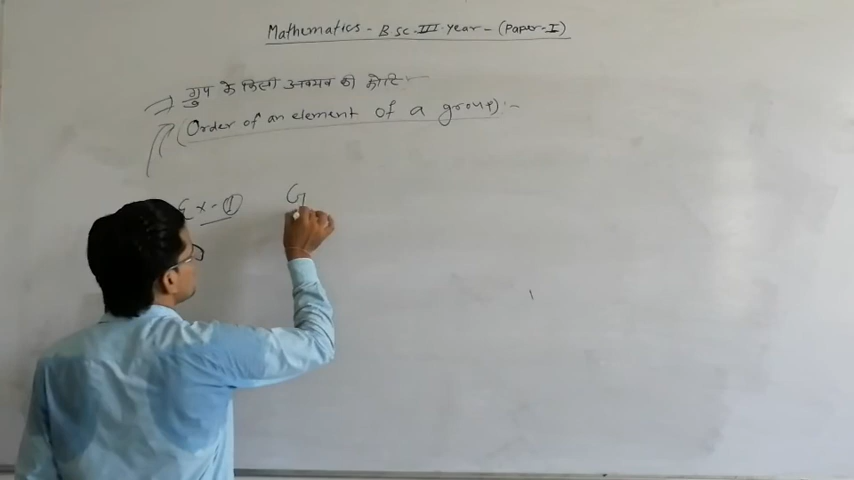 Mathematics - B Sc. III. Year - (Paper-I)
→ ग्रुप के किसी अवयव की कोटि -
(Order of an element of a group) :-
Ex-① G